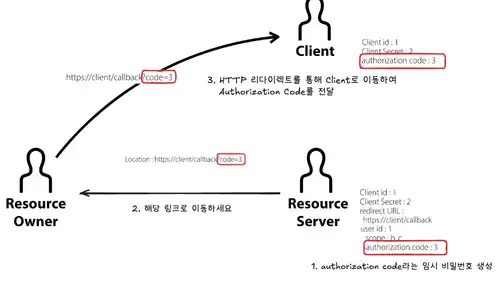 Client
Client id : 1
Client Secret : 2
authorization code : 3
https://client/callback?code=3
3. HTTP 리다이렉트를 통해 Client로 이동하여
Authorization Code를 전달
Location : https://client/callback?code=3
Resource
Owner
2. 해당 링크로 이동하세요
Resource
Server
Client id : 1
Client Secret : 2
redirect URL :
https://client/callback
user id : 1
scope : b, c
authorization code : 3
1. authorization code라는 임시 비밀번호 생성